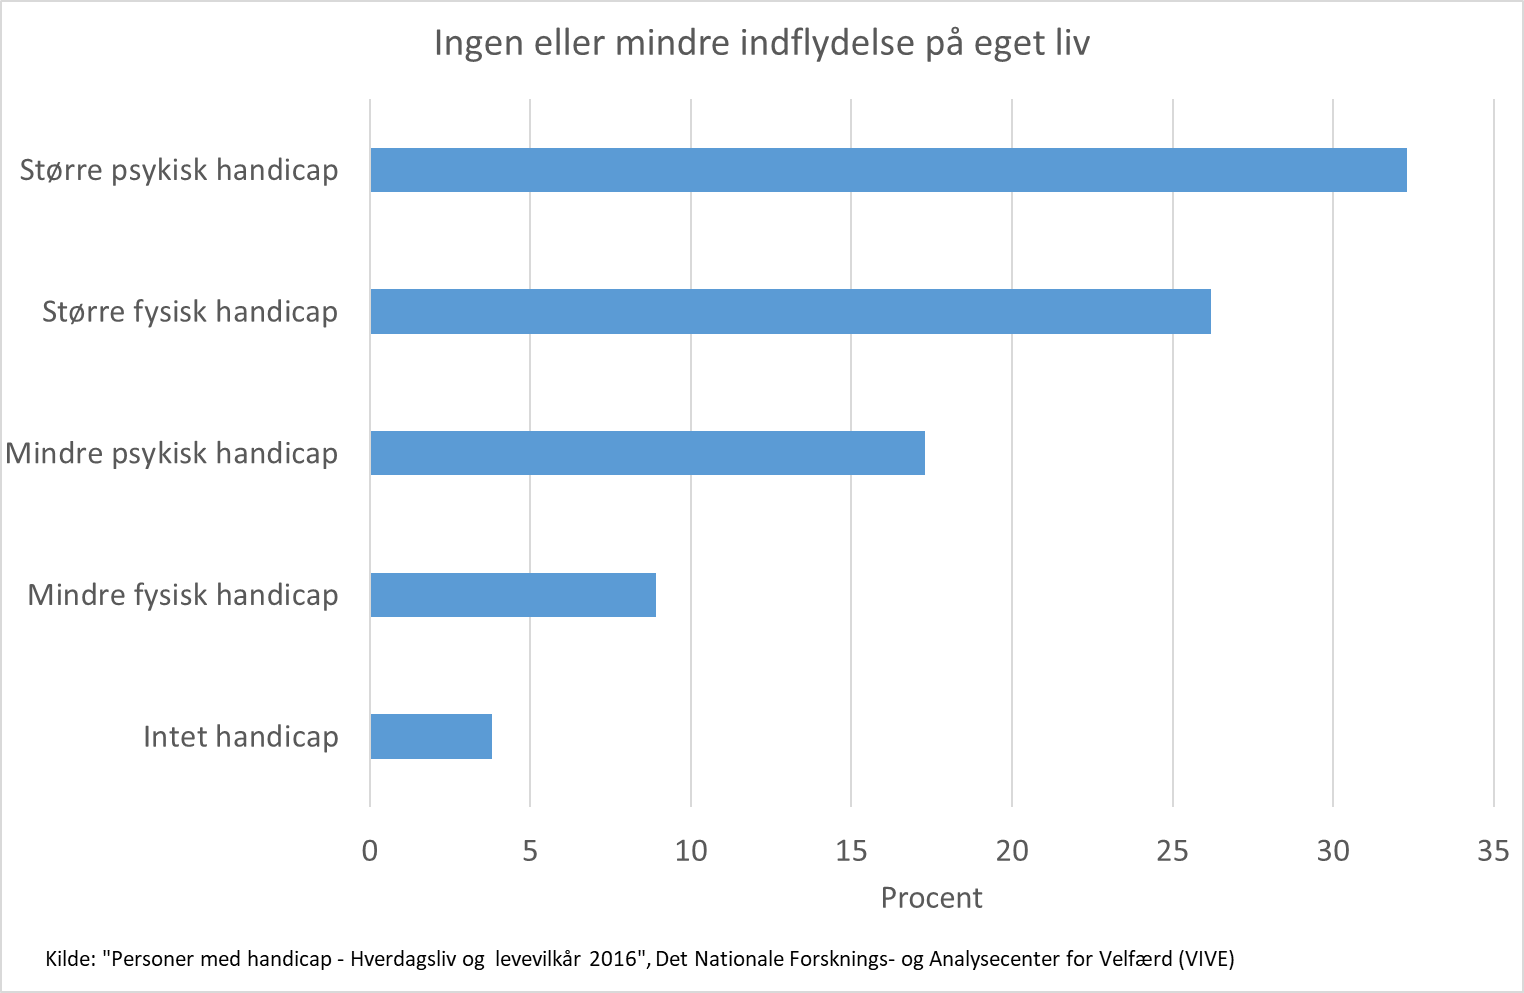 Ingen eller mindre indflydelse på eget liv
Større psykisk handicap
Større fysisk handicap
Mindre psykisk handicap
Mindre fysisk handicap
Intet handicap
0 5 10 15 20 25 30 35
Procent
Kilde: "Personer med handicap - Hverdagsliv og levevilkår 2016", Det Nationale Forsknings- og Analysecenter for Velfærd (VIVE)